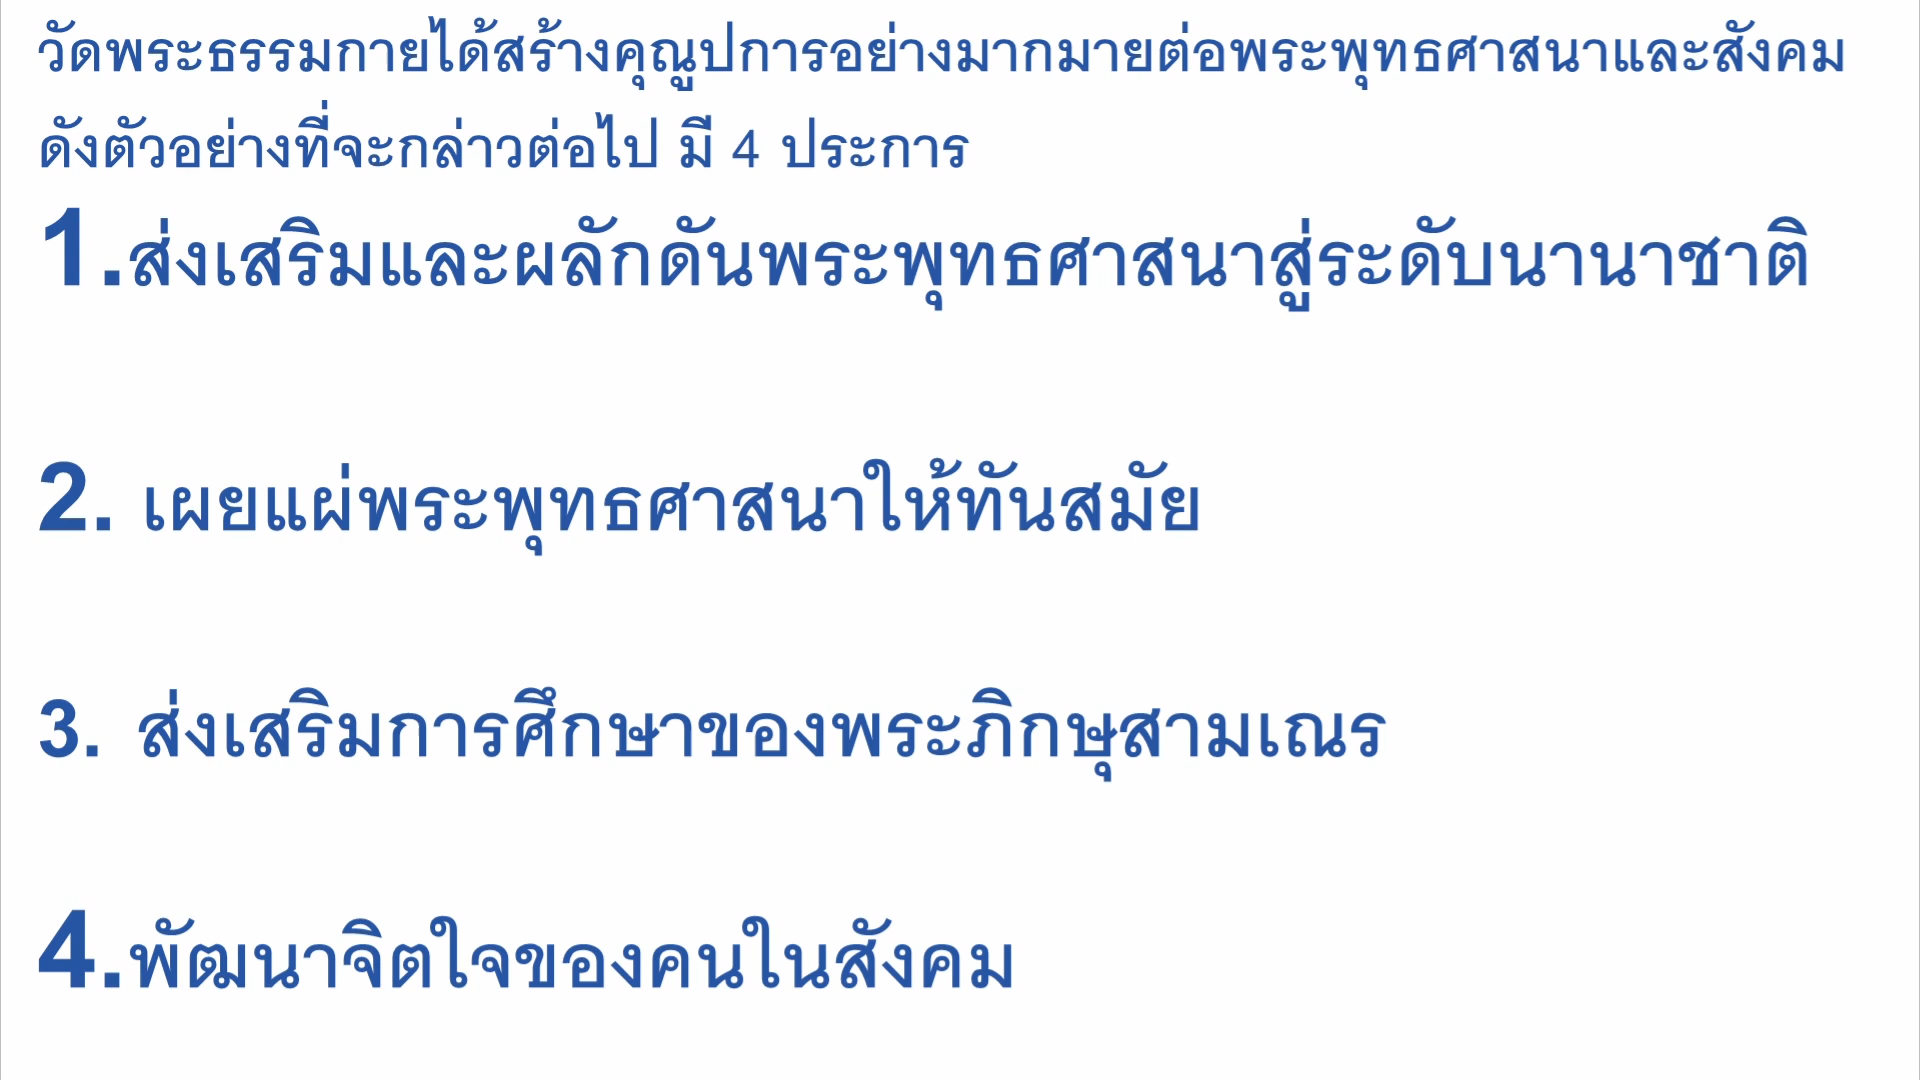 วัดพระธรรมกายได้สร้างคุณูปการอย่างมากมายต่อพระพุทธศาสนาและสังคม
ดังตัวอย่างที่จะกล่าวต่อไป มี 4 ประการ
1.ส่งเสริมและผลักดันพระพุทธศาสนาสู่ระดับนานาชาติ
2. เผยแผ่พระพุทธศาสนาให้ทันสมัย
3. ส่งเสริมการศึกษาของพระภิกษุสามเณร
4.พัฒนาจิตใจของคนในสังคม